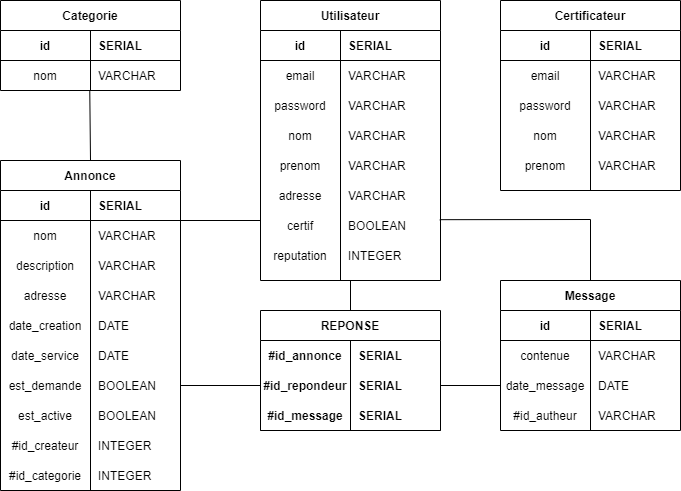 Categorie
id SERIAL
nom VARCHAR
Utilisateur
id SERIAL
email VARCHAR
password VARCHAR
nom VARCHAR
prenom VARCHAR
adresse VARCHAR
certif BOOLEAN
reputation INTEGER
Certificateur
id SERIAL
email VARCHAR
password VARCHAR
nom VARCHAR
prenom VARCHAR
Annonce
id SERIAL
nom VARCHAR
description VARCHAR
adresse VARCHAR
date_creation DATE
date_service DATE
est_demande BOOLEAN
est_active BOOLEAN
#id_createur INTEGER
#id_categorie INTEGER
REPONSE
#id_annonce SERIAL
#id_repondeur SERIAL
#id_message SERIAL
Message
id SERIAL
contenue VARCHAR
date_message DATE
#id_autheur VARCHAR